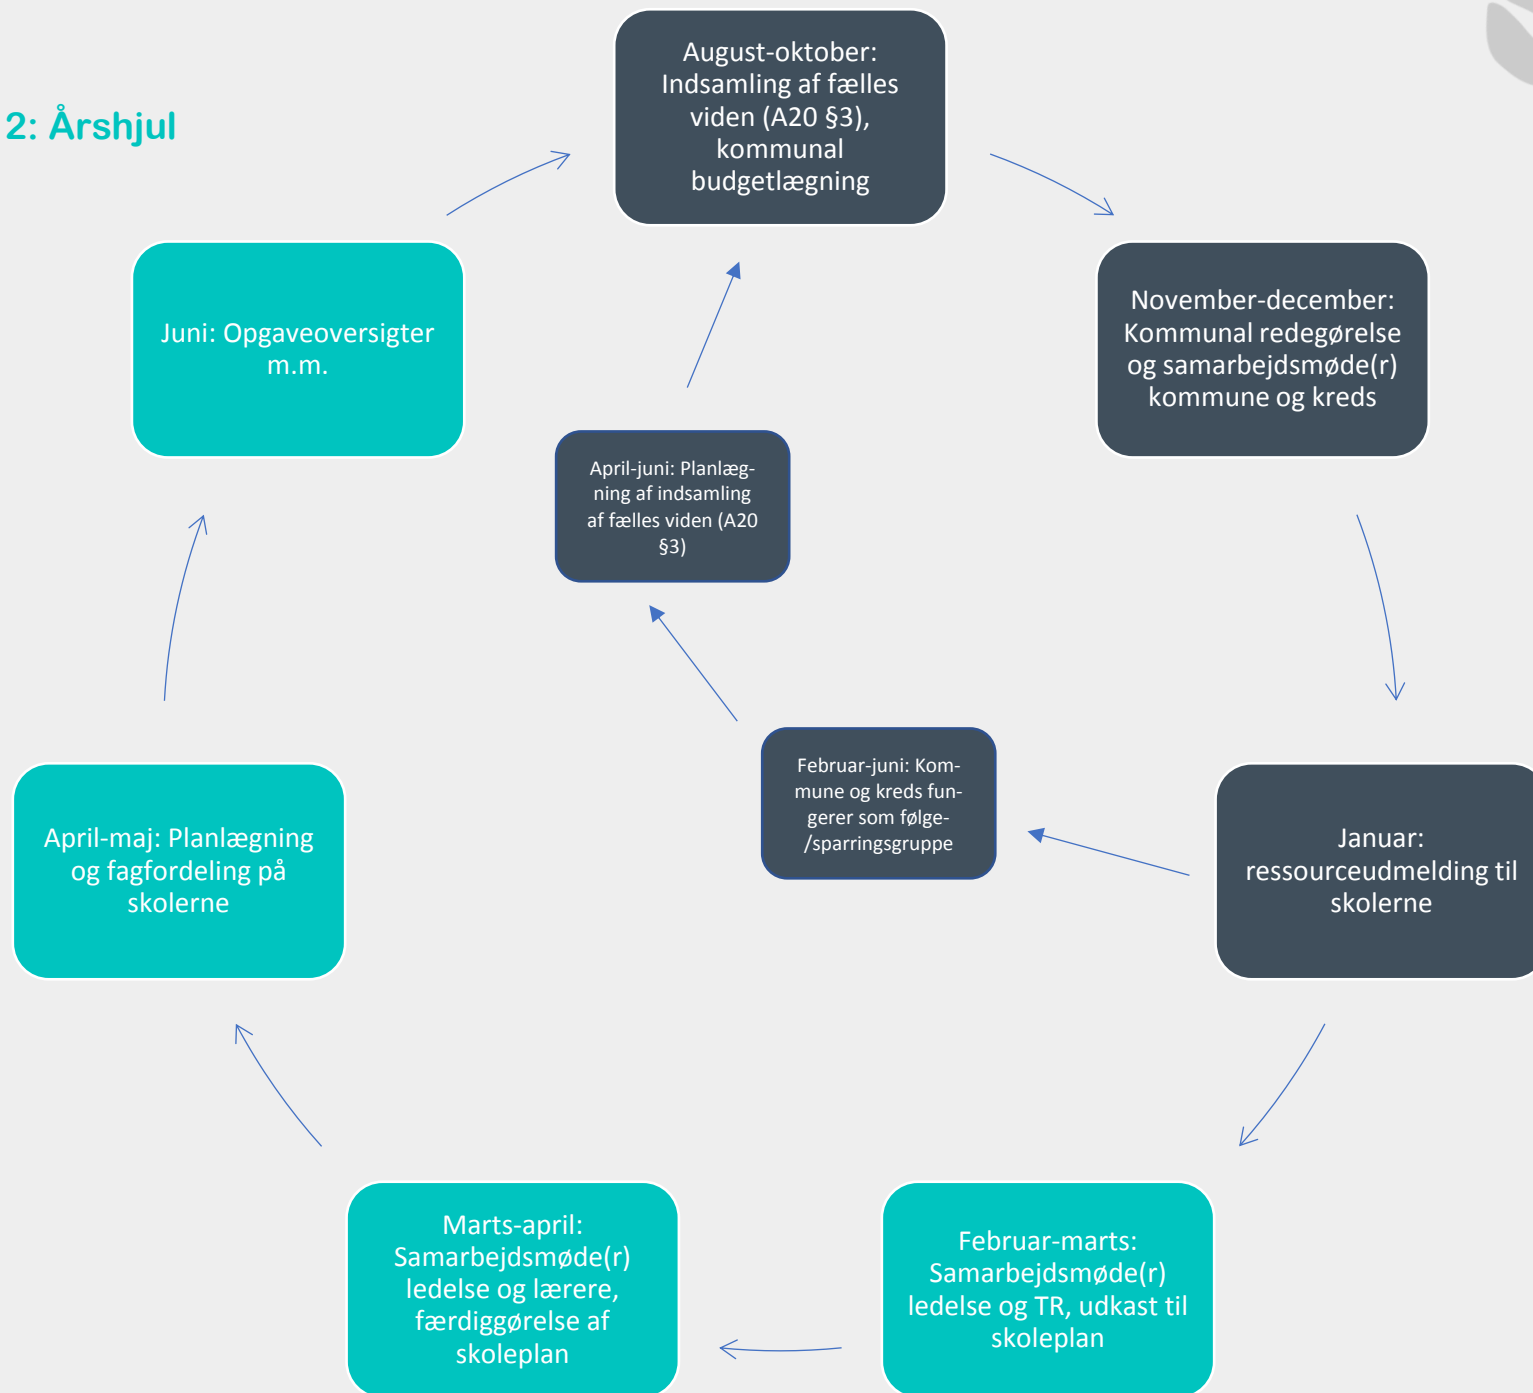 2: Årshjul
August-oktober:
Indsamling af fælles
viden (A20 §3),
kommunal
budgetlægning
November-december:
Kommunal redegørelse
og samarbejdsmøde(r)
kommune og kreds
Januar:
ressourceudmelding til
skolerne
Februar-marts:
Samarbejdsmøde(r)
ledelse og TR, udkast til
skoleplan
Marts-april:
Samarbejdsmøde(r)
ledelse og lærere,
færdiggørelse af
skoleplan
April-maj: Planlægning
og fagfordeling på
skolerne
Juni: Opgaveoversigter
m.m.
Februar-juni: Kom-
mune og kreds fun-
gerer som følge-
/sparringsgruppe
April-juni: Planlæg-
ning af indsamling
af fælles viden (A20
§3)